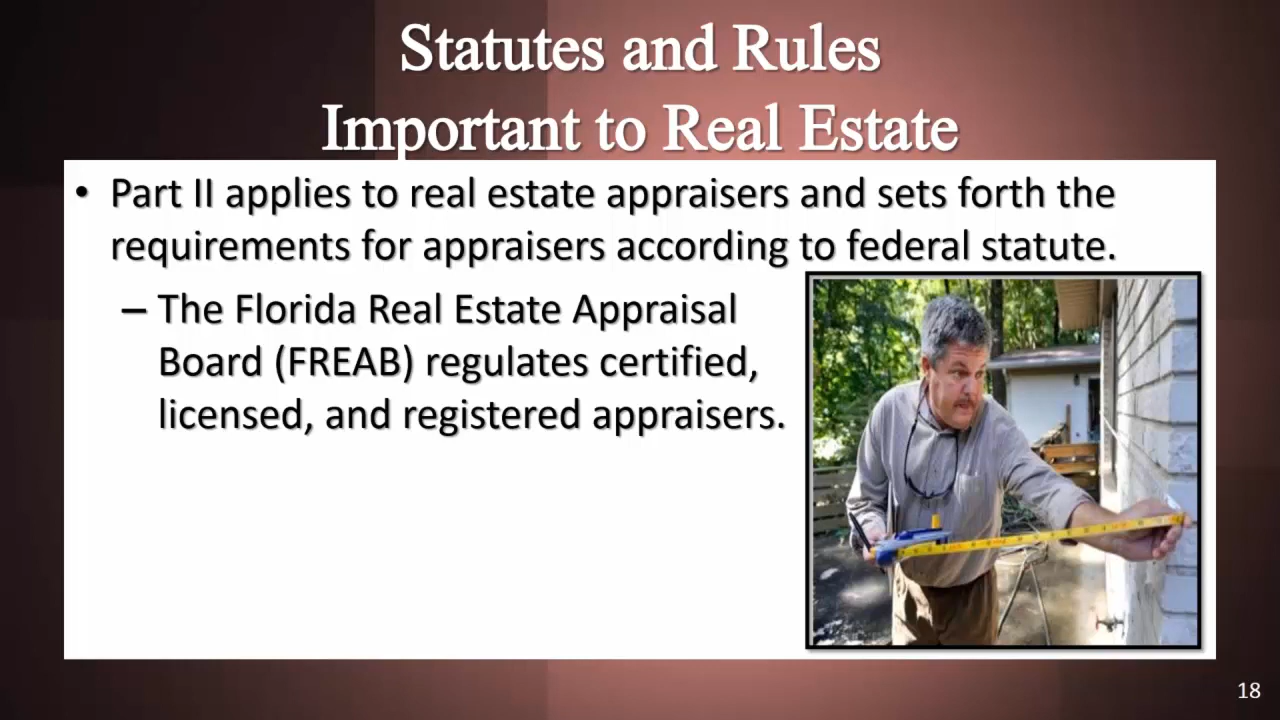 Statutes and Rules
Important to Real Estate
• Part II applies to real estate appraisers and sets forth the
requirements for appraisers according to federal statute.
– The Florida Real Estate Appraisal
Board (FREAB) regulates certified,
licensed, and registered appraisers.
18